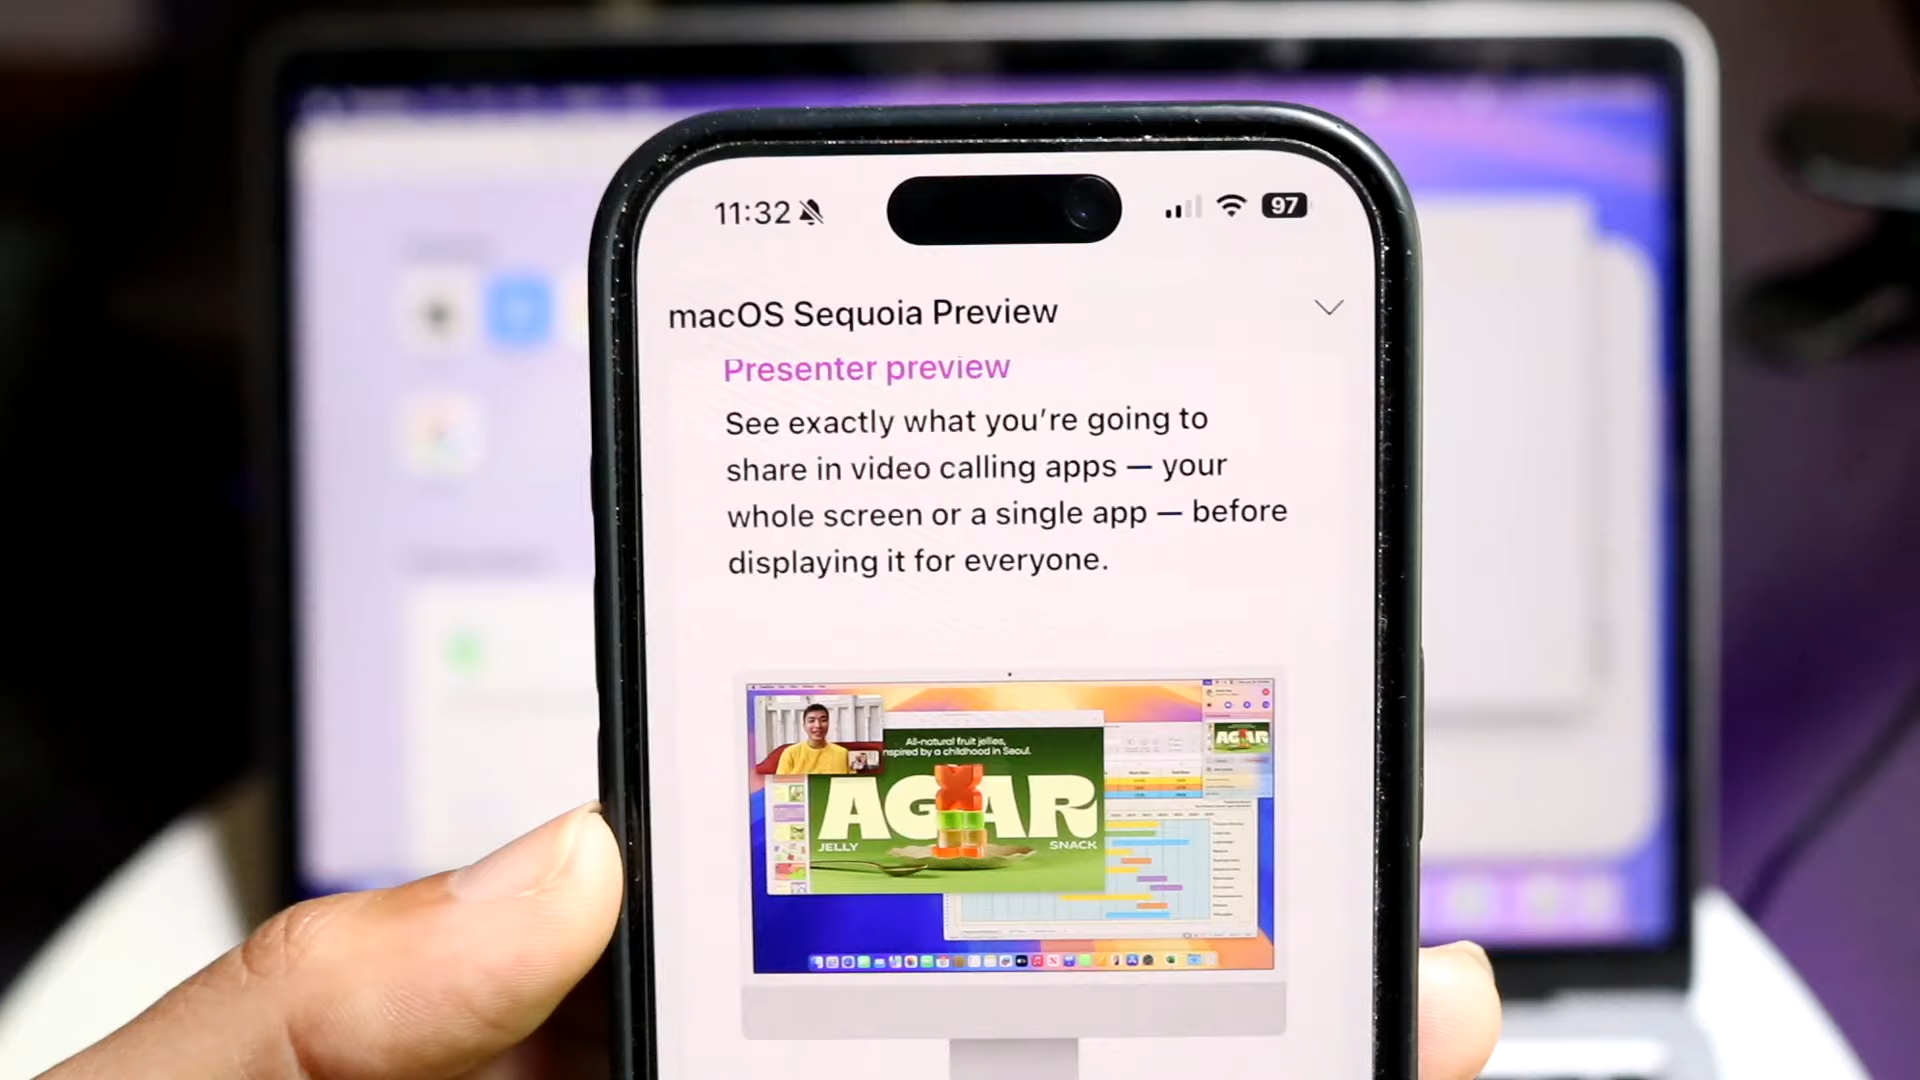 11:32
97
macOS Sequoia Preview
Presenter preview
See exactly what you're going to
share in video calling apps — your
whole screen or a single app — before
displaying it for everyone.
All-natural fruit jellies,
nspired by a childhood in Seoul.
AGAR
JELLY
SNACK
AGAR